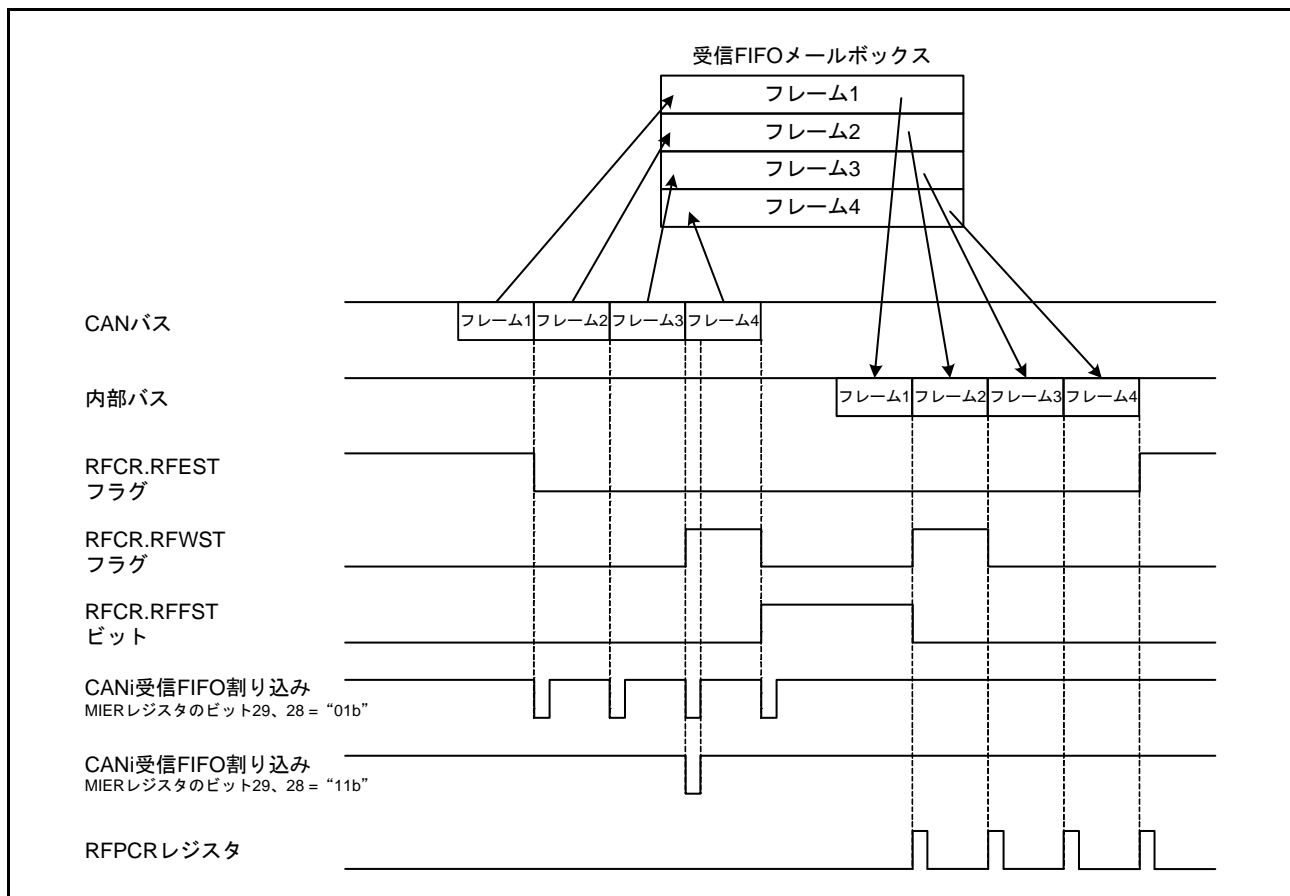 受信FIFOメールボックス
フレーム1
フレーム2
フレーム3
フレーム4
CANバス
フレーム1 フレーム2 フレーム3 フレーム4
内部バス
フレーム1 フレーム2 フレーム3 フレーム4
RFCR.RFEST
フラグ
RFCR.RFWST
フラグ
RFCR.RFFST
ビット
CANi受信FIFO割り込み
MIERレジスタのビット29、28 = “01b”
CANi受信FIFO割り込み
MIERレジスタのビット29、28 = “11b”
RFPCRレジスタ